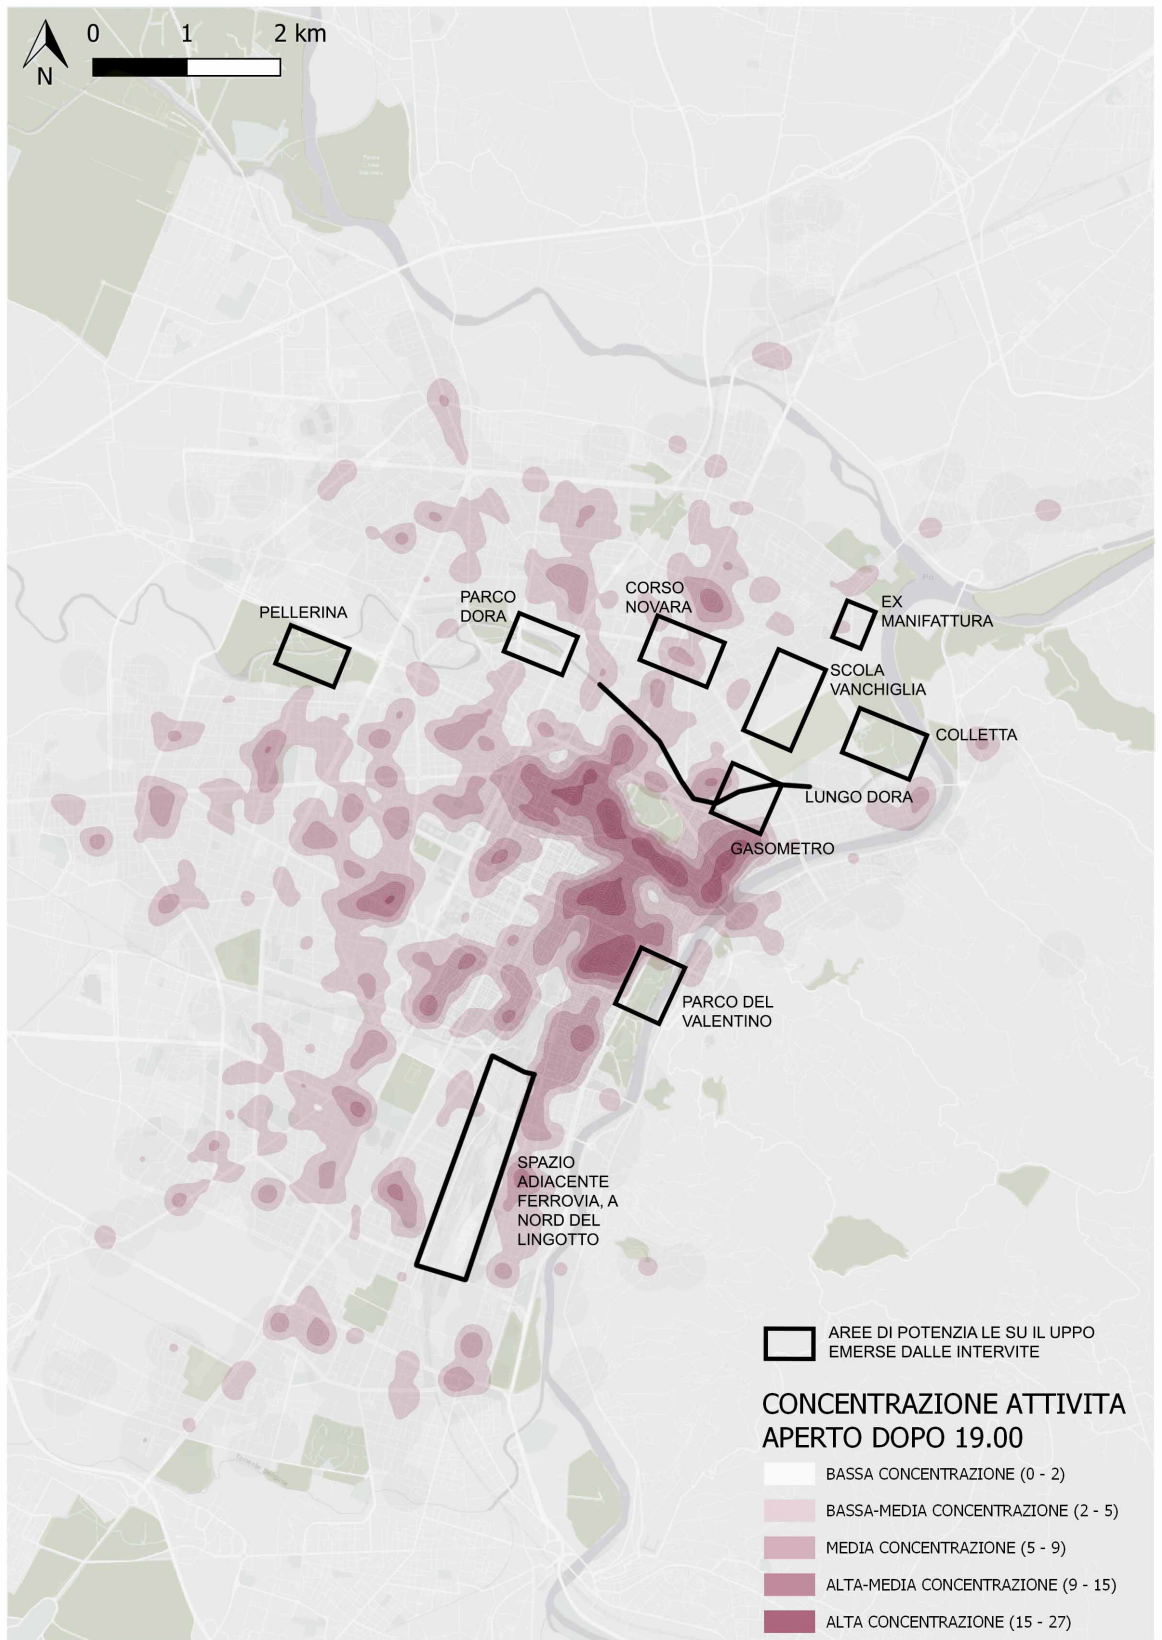 0 1 2 km
N
PELLERINA
PARCO
DORA
CORSO
NOVARA
EX
MANIFATTURA
SCOLA
VANCHIGLIA
COLLETTA
LUNGO DORA
GASOMETRO
PARCO DEL
VALENTINO
SPAZIO
ADIACENTE
FERROVIA, A
NORD DEL
LINGOTTO
Po
AREE DI POTENZIA LE SU IL UPPO
EMERSE DALLE INTERVITE
CONCENTRAZIONE ATTIVITA
APERTO DOPO 19.00
BASSA CONCENTRAZIONE (0 - 2)
BASSA-MEDIA CONCENTRAZIONE (2 - 5)
MEDIA CONCENTRAZIONE (5 - 9)
ALTA-MEDIA CONCENTRAZIONE (9 - 15)
ALTA CONCENTRAZIONE (15 - 27)